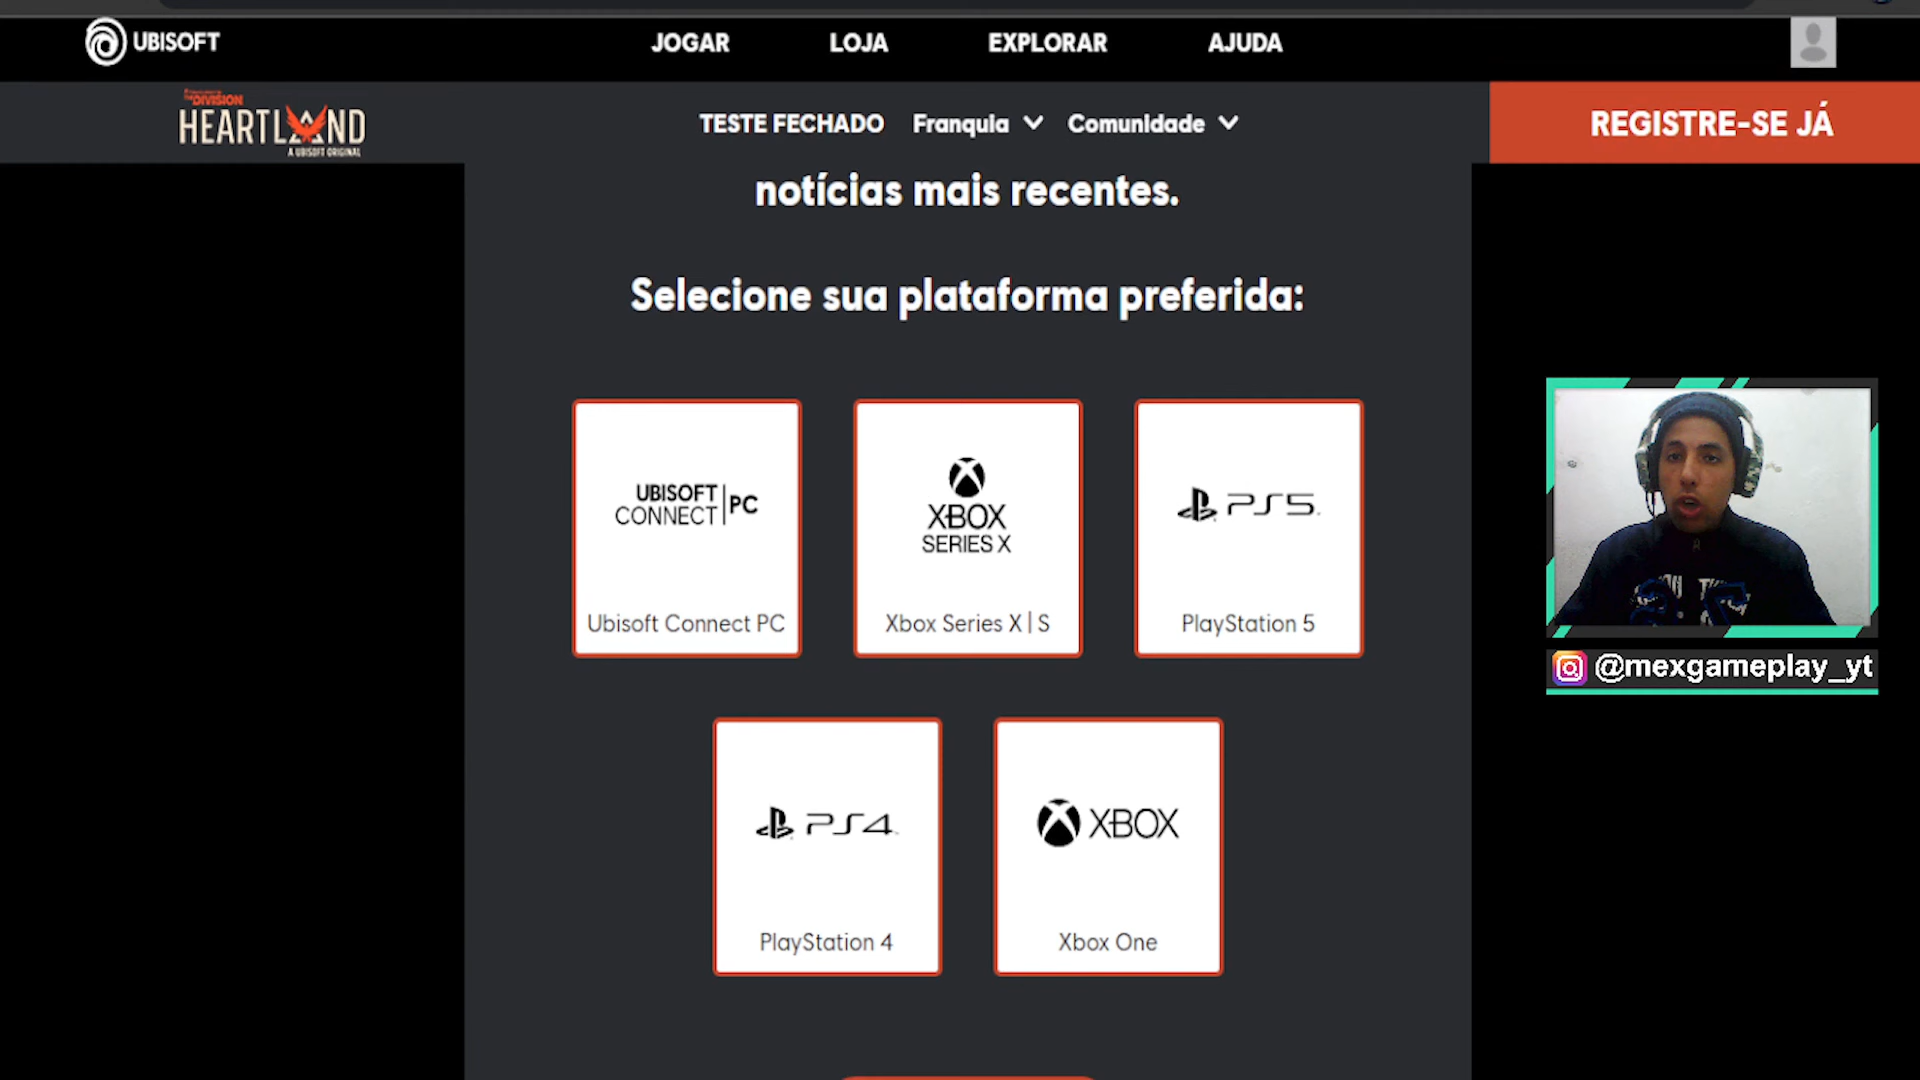 UBISOFT
JOGAR LOJA EXPLORAR AJUDA
THE DIVISION
HEARTLAND
A UBISOFT ORIGINAL
TESTE FECHADO Franquia Comunidade
REGISTRE-SE JÁ
notícias mais recentes.
Selecione sua plataforma preferida:
UBISOFT
CONNECT PC
Ubisoft Connect PC
XBOX
SERIES X
Xbox Series X|S
PS5
PlayStation 5
PS4
PlayStation 4
XBOX
Xbox One
@mexgameplay_yt